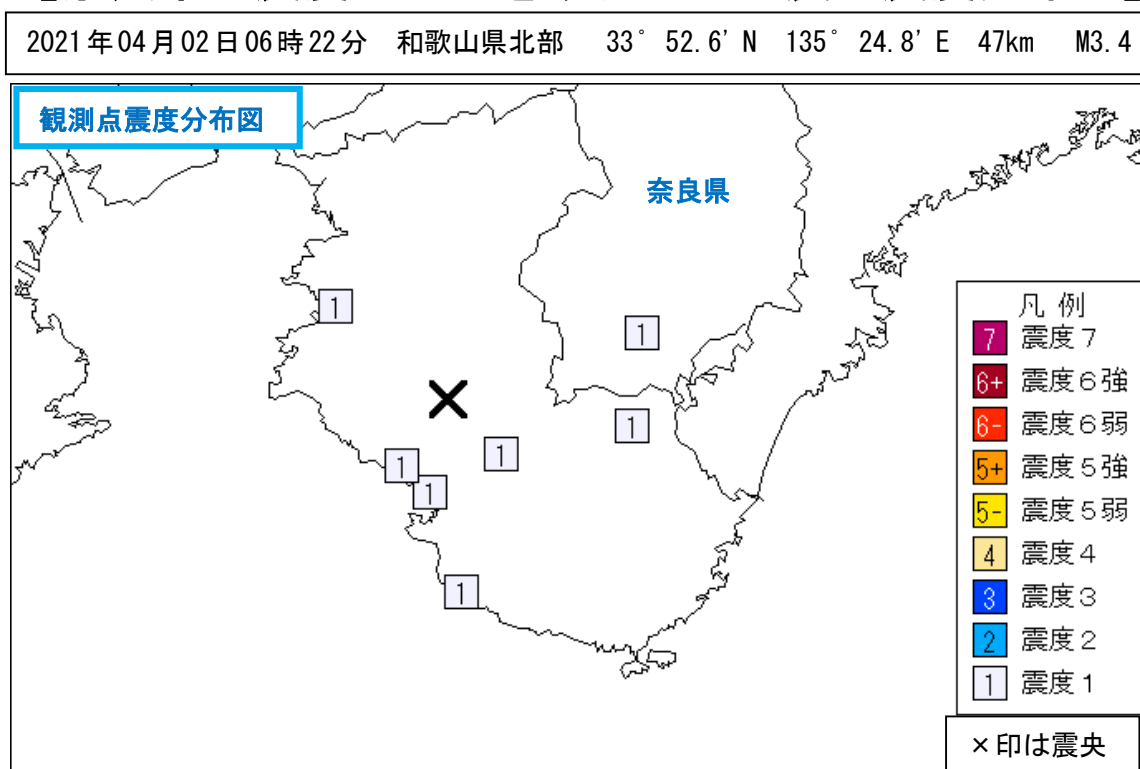 2021年04月02日06時22分 和歌山県北部 33° 52.6' N 135° 24.8' E 47km M3.4
観測点震度分布図
奈良県
1
1
1
1
1
1
1
凡例
7 震度７
6+ 震度６強
6- 震度６弱
5+ 震度５強
5- 震度５弱
4 震度４
3 震度３
2 震度２
1 震度１
×印は震央